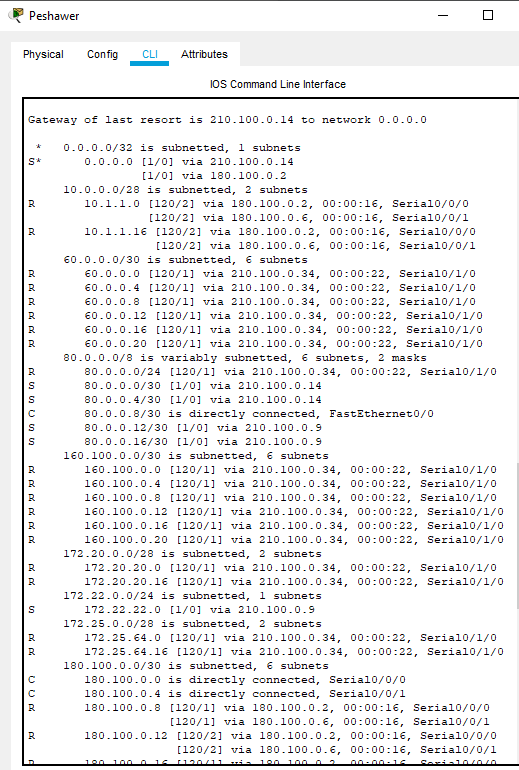 Peshawer
Physical Config CLI Attributes
IOS Command Line Interface
Gateway of last resort is 210.100.0.14 to network 0.0.0.0
 *   0.0.0.0/32 is subnetted, 1 subnets
S*      0.0.0.0 [1/0] via 210.100.0.14
                [1/0] via 180.100.0.2
     10.0.0.0/28 is subnetted, 2 subnets
R       10.1.1.0 [120/2] via 180.100.0.2, 00:00:16, Serial0/0/0
                 [120/2] via 180.100.0.6, 00:00:16, Serial0/0/1
R       10.1.1.16 [120/2] via 180.100.0.2, 00:00:16, Serial0/0/0
                  [120/2] via 180.100.0.6, 00:00:16, Serial0/0/1
     60.0.0.0/30 is subnetted, 6 subnets
R       60.0.0.0 [120/1] via 210.100.0.34, 00:00:22, Serial0/1/0
R       60.0.0.4 [120/1] via 210.100.0.34, 00:00:22, Serial0/1/0
R       60.0.0.8 [120/1] via 210.100.0.34, 00:00:22, Serial0/1/0
R       60.0.0.12 [120/1] via 210.100.0.34, 00:00:22, Serial0/1/0
R       60.0.0.16 [120/1] via 210.100.0.34, 00:00:22, Serial0/1/0
R       60.0.0.20 [120/1] via 210.100.0.34, 00:00:22, Serial0/1/0
     80.0.0.0/8 is variably subnetted, 6 subnets, 2 masks
R       80.0.0.0/24 [120/1] via 210.100.0.34, 00:00:22, Serial0/1/0
S       80.0.0.0/30 [1/0] via 210.100.0.14
S       80.0.0.4/30 [1/0] via 210.100.0.14
C       80.0.0.8/30 is directly connected, FastEthernet0/0
S       80.0.0.12/30 [1/0] via 210.100.0.9
S       80.0.0.16/30 [1/0] via 210.100.0.9
     160.100.0.0/30 is subnetted, 6 subnets
R       160.100.0.0 [120/1] via 210.100.0.34, 00:00:22, Serial0/1/0
R       160.100.0.4 [120/1] via 210.100.0.34, 00:00:22, Serial0/1/0
R       160.100.0.8 [120/1] via 210.100.0.34, 00:00:22, Serial0/1/0
R       160.100.0.12 [120/1] via 210.100.0.34, 00:00:22, Serial0/1/0
R       160.100.0.16 [120/1] via 210.100.0.34, 00:00:22, Serial0/1/0
R       160.100.0.20 [120/1] via 210.100.0.34, 00:00:22, Serial0/1/0
     172.20.0.0/28 is subnetted, 2 subnets
R       172.20.20.0 [120/1] via 210.100.0.34, 00:00:22, Serial0/1/0
R       172.20.20.16 [120/1] via 210.100.0.34, 00:00:22, Serial0/1/0
     172.22.0.0/24 is subnetted, 1 subnets
S       172.22.22.0 [1/0] via 210.100.0.9
     172.25.0.0/28 is subnetted, 2 subnets
R       172.25.64.0 [120/1] via 210.100.0.34, 00:00:22, Serial0/1/0
R       172.25.64.16 [120/1] via 210.100.0.34, 00:00:22, Serial0/1/0
     180.100.0.0/30 is subnetted, 6 subnets
C       180.100.0.0 is directly connected, Serial0/0/0
C       180.100.0.4 is directly connected, Serial0/0/1
R       180.100.0.8 [120/1] via 180.100.0.2, 00:00:16, Serial0/0/0
                    [120/1] via 180.100.0.6, 00:00:16, Serial0/0/1
R       180.100.0.12 [120/2] via 180.100.0.2, 00:00:16, Serial0/0/0
                     [120/2] via 180.100.0.6, 00:00:16, Serial0/0/1